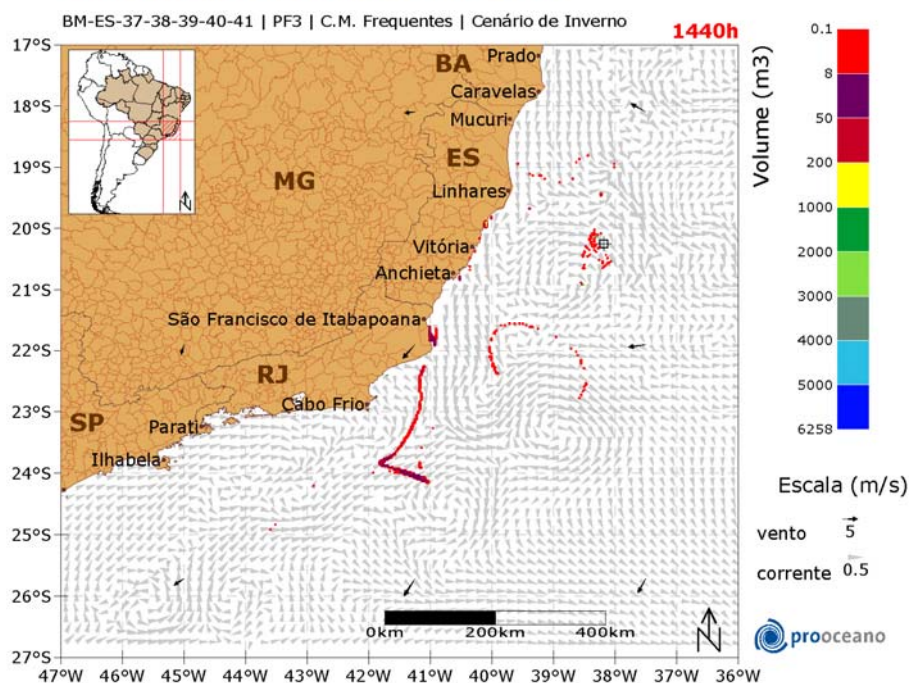 BM-ES-37-38-39-40-41 | PF3 | C.M. Frequentes | Cenário de Inverno
1440h
17°S
18°S
19°S
20°S
21°S
22°S
23°S
24°S
25°S
26°S
27°S
47°W
46°W
45°W
44°W
43°W
42°W
41°W
40°W
39°W
38°W
37°W
36°W
BA
Prado
Caravelas
Mucuri
ES
MG
Linhares
Vitória
Anchieta
São Francisco de Itabapoana
RJ
Cabo Frio
SP
Parati
Ilhabela
N
0km
200km
400km
N
Volume (m3)
0.1
8
50
200
1000
2000
3000
4000
5000
6258
Escala (m/s)
vento
5
corrente
0.5
prooceano